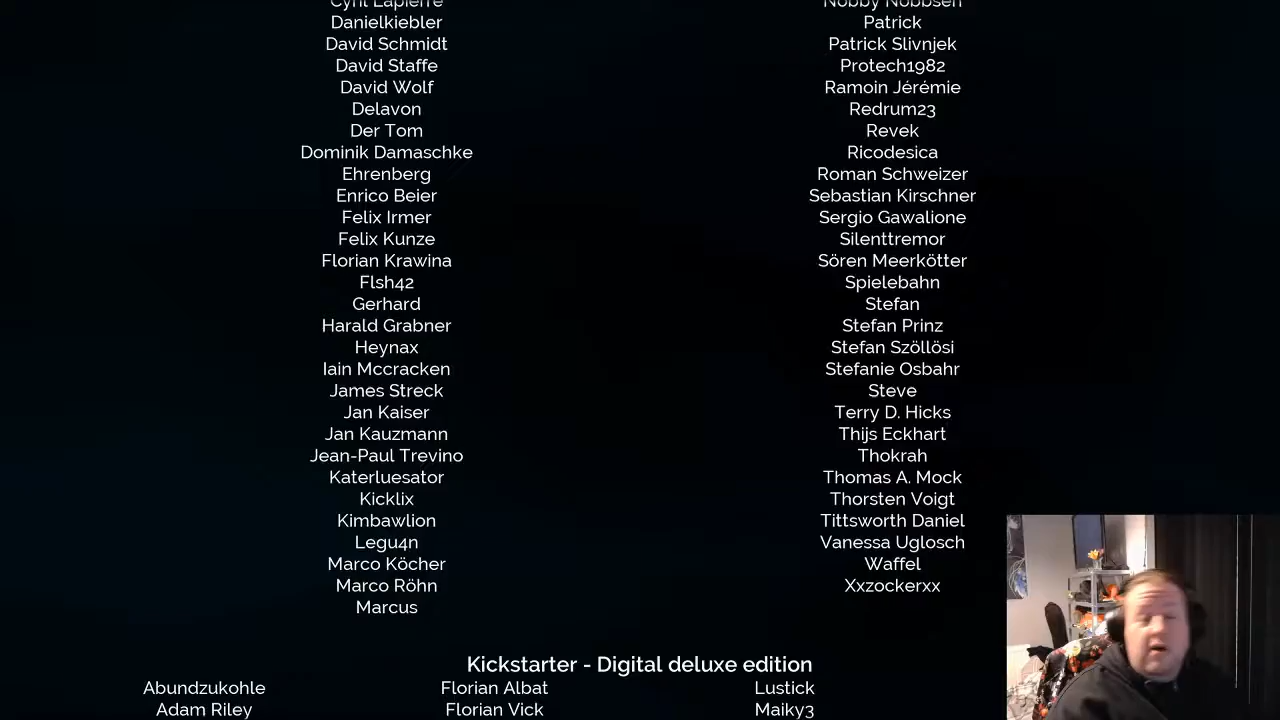 Cyril Lapierre
Danielkiebler
David Schmidt
David Staffe
David Wolf
Delavon
Der Tom
Dominik Damaschke
Ehrenberg
Enrico Beier
Felix Irmer
Felix Kunze
Florian Krawina
Flsh42
Gerhard
Harald Grabner
Heynax
Iain Mccracken
James Streck
Jan Kaiser
Jan Kauzmann
Jean-Paul Trevino
Katerluesator
Kicklix
Kimbawlion
Legu4n
Marco Köcher
Marco Röhn
Marcus
Nobby Nobbsen
Patrick
Patrick Slivnjek
Protech1982
Ramoin Jérémie
Redrum23
Revek
Ricodesica
Roman Schweizer
Sebastian Kirschner
Sergio Gawalione
Silenttremor
Sören Meerkötter
Spielebahn
Stefan
Stefan Prinz
Stefan Szöllösi
Stefanie Osbahr
Steve
Terry D. Hicks
Thijs Eckhart
Thokrah
Thomas A. Mock
Thorsten Voigt
Tittsworth Daniel
Vanessa Uglosch
Waffel
Xxzockerxx
Kickstarter - Digital deluxe edition
Abundzukohle
Adam Riley
Florian Albat
Florian Vick
Lustick
Maiky3